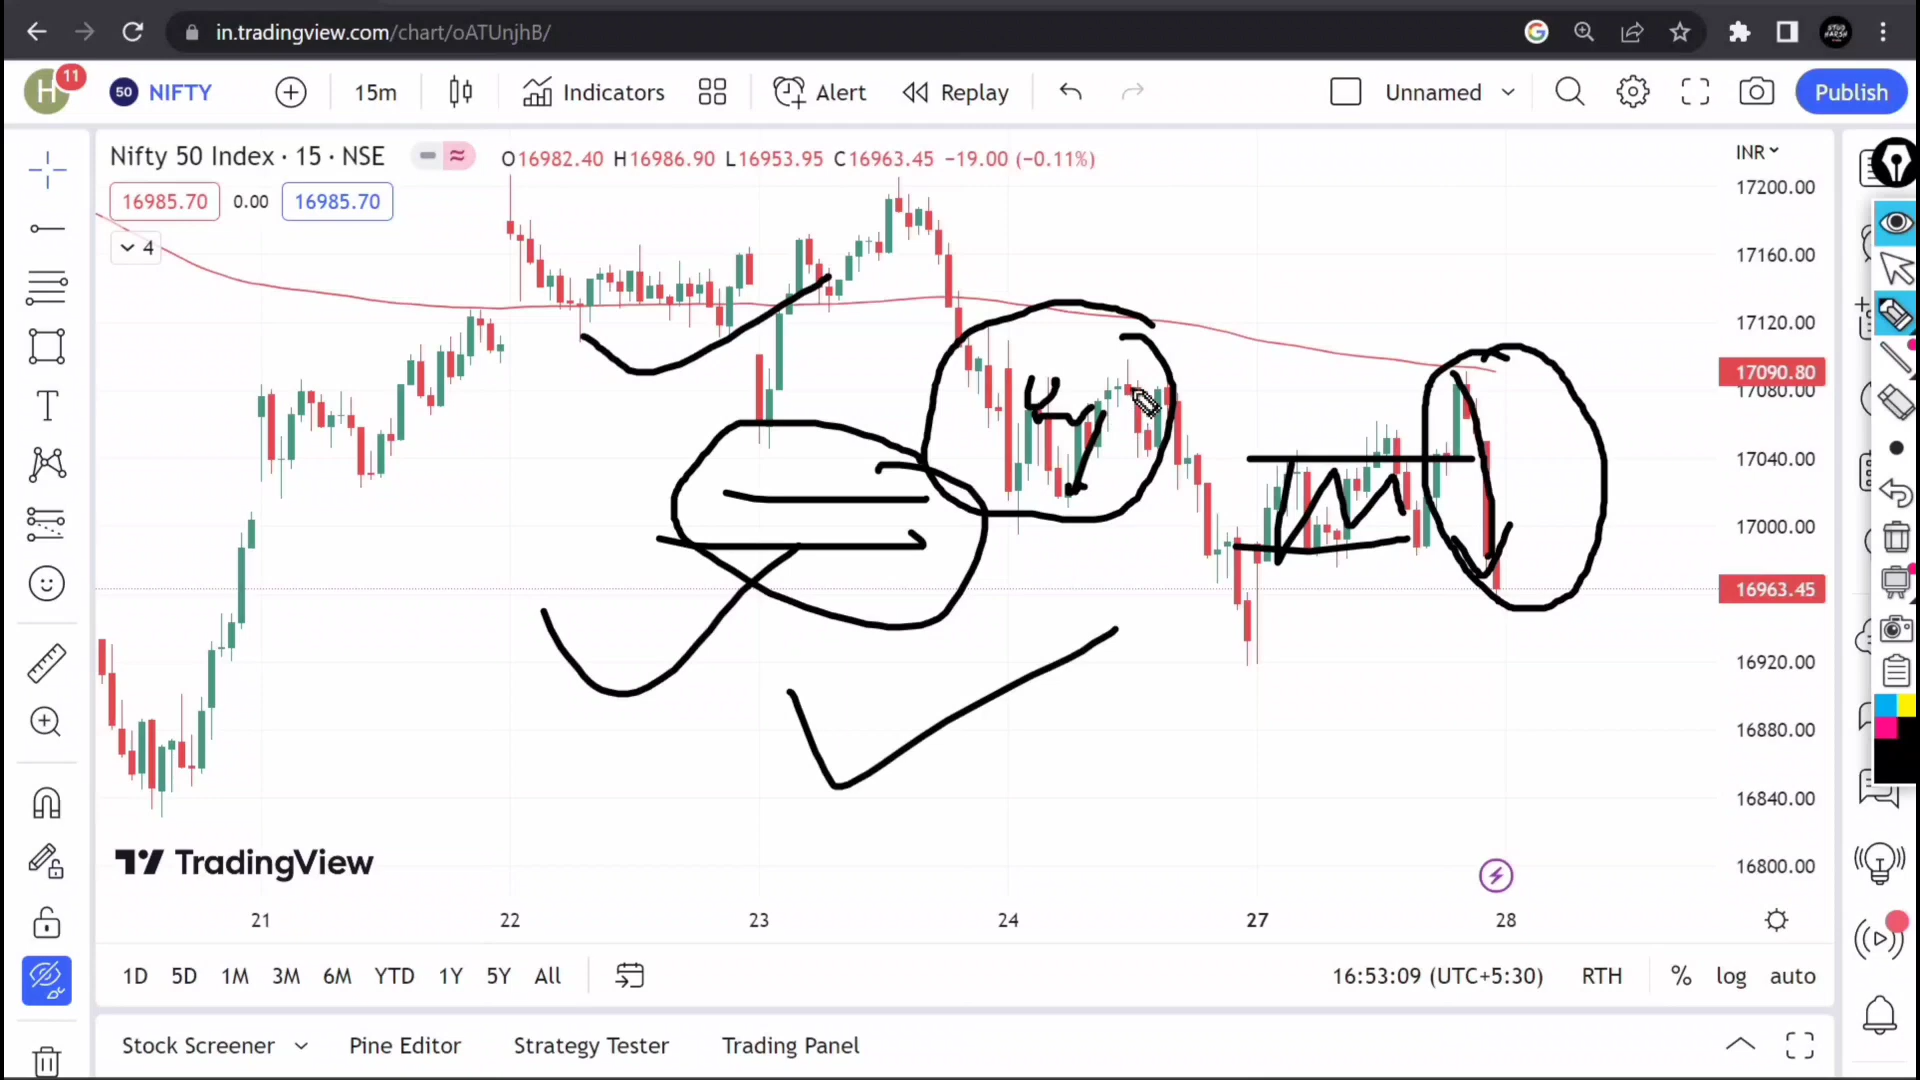 in.tradingview.com/chart/oATUnjhB/
H 11 50 NIFTY 15m Indicators Alert Replay Unnamed Publish
Nifty 50 Index · 15 · NSE O16982.40 H16986.90 L16953.95 C16963.45 −19.00 (−0.11%) INR
16985.70 0.00 16985.70
4
17200.00
17160.00
17120.00
17090.80
17080.00
17040.00
17000.00
16963.45
16920.00
16880.00
16840.00
16800.00
TradingView
21 22 23 24 27 28
1D 5D 1M 3M 6M YTD 1Y 5Y All 16:53:09 (UTC+5:30) RTH % log auto
Stock Screener Pine Editor Strategy Tester Trading Panel